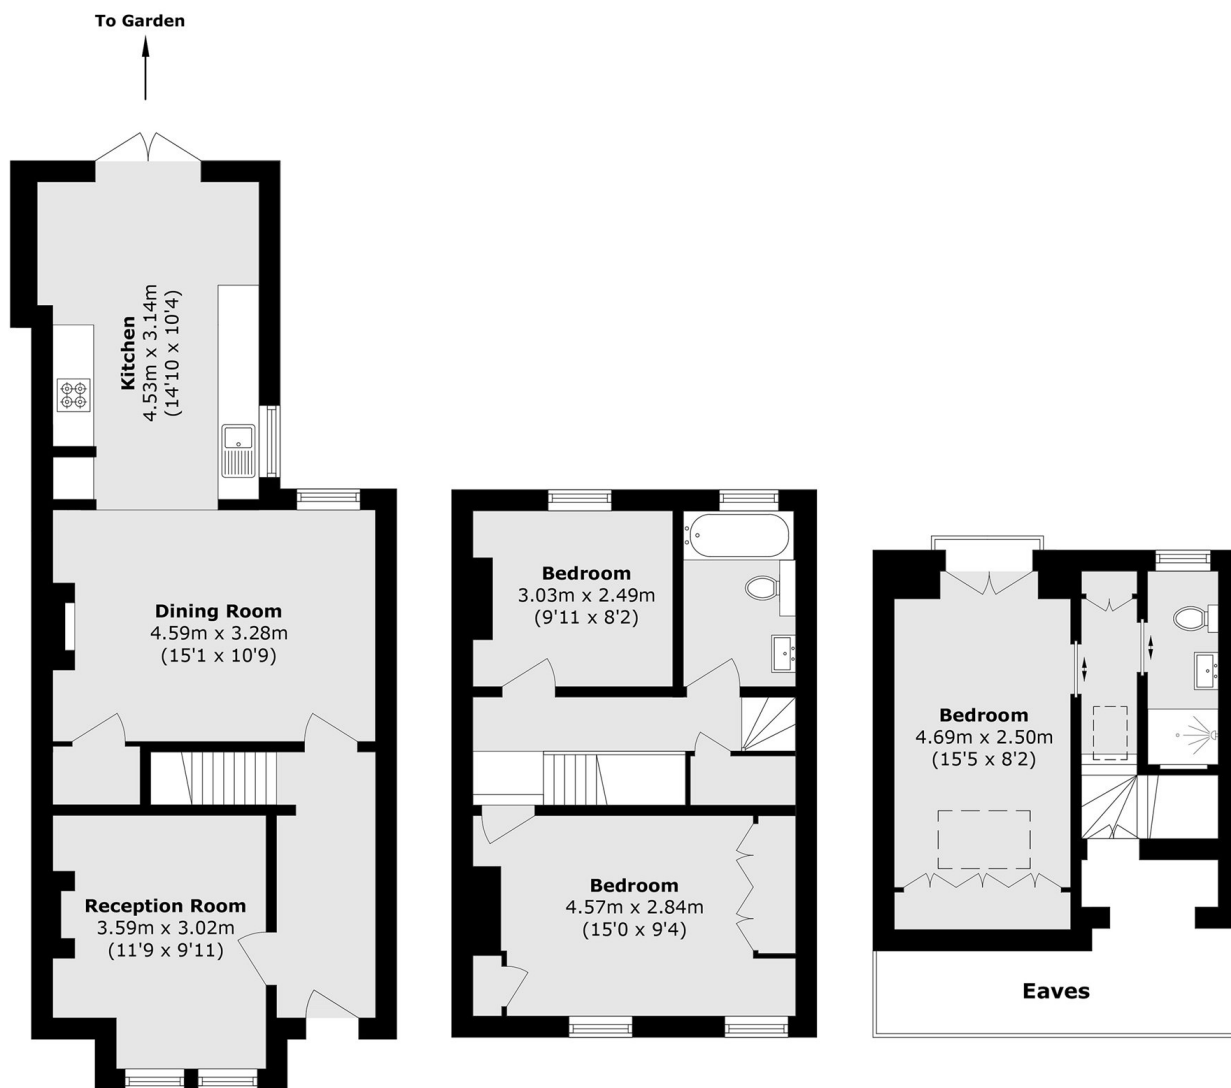 To Garden
Kitchen
4.53m x 3.14m
(14'10 x 10'4)
Dining Room
4.59m x 3.28m
(15'1 x 10'9)
Reception Room
3.59m x 3.02m
(11'9 x 9'11)
Bedroom
3.03m x 2.49m
(9'11 x 8'2)
Bedroom
4.57m x 2.84m
(15'0 x 9'4)
Bedroom
4.69m x 2.50m
(15'5 x 8'2)
Eaves